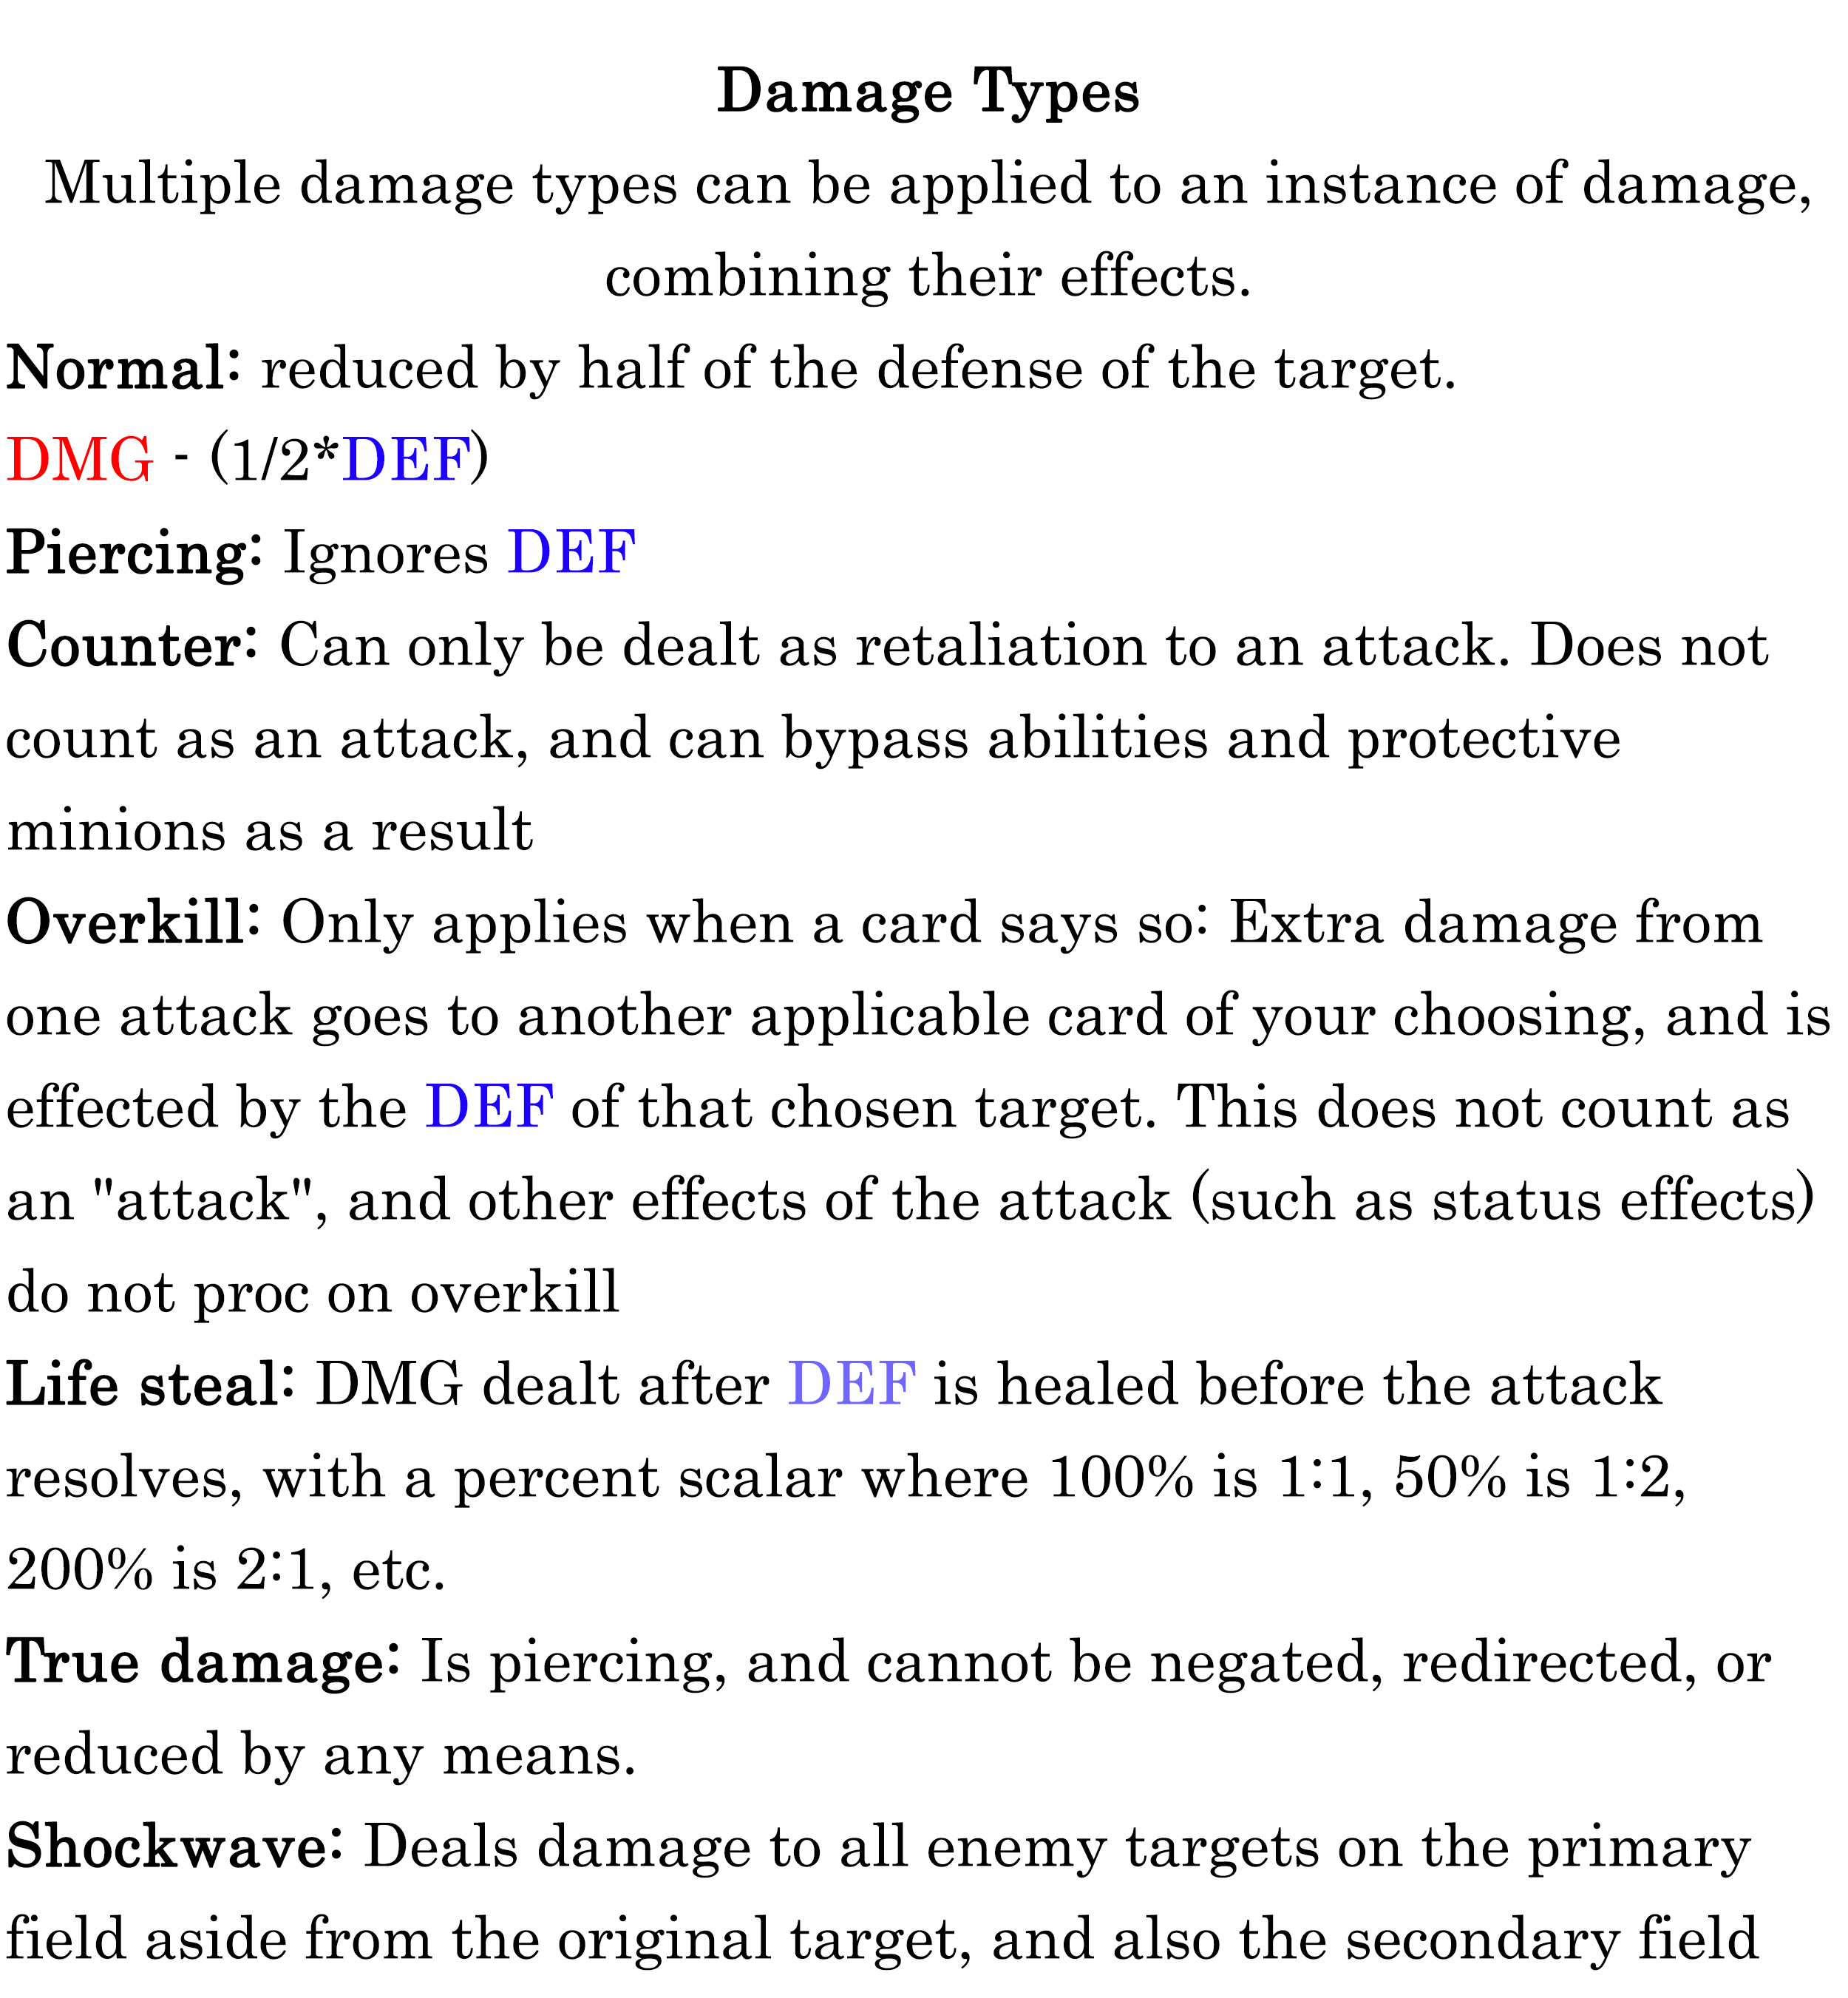 Damage Types
Multiple damage types can be applied to an instance of damage,
combining their effects.
Normal: reduced by half of the defense of the target.
DMG - (1/2*DEF)
Piercing: Ignores DEF
Counter: Can only be dealt as retaliation to an attack. Does not
count as an attack, and can bypass abilities and protective
minions as a result
Overkill: Only applies when a card says so: Extra damage from
one attack goes to another applicable card of your choosing, and is
effected by the DEF of that chosen target. This does not count as
an "attack", and other effects of the attack (such as status effects)
do not proc on overkill
Life steal: DMG dealt after DEF is healed before the attack
resolves, with a percent scalar where 100% is 1:1, 50% is 1:2,
200% is 2:1, etc.
True damage: Is piercing, and cannot be negated, redirected, or
reduced by any means.
Shockwave: Deals damage to all enemy targets on the primary
field aside from the original target, and also the secondary field